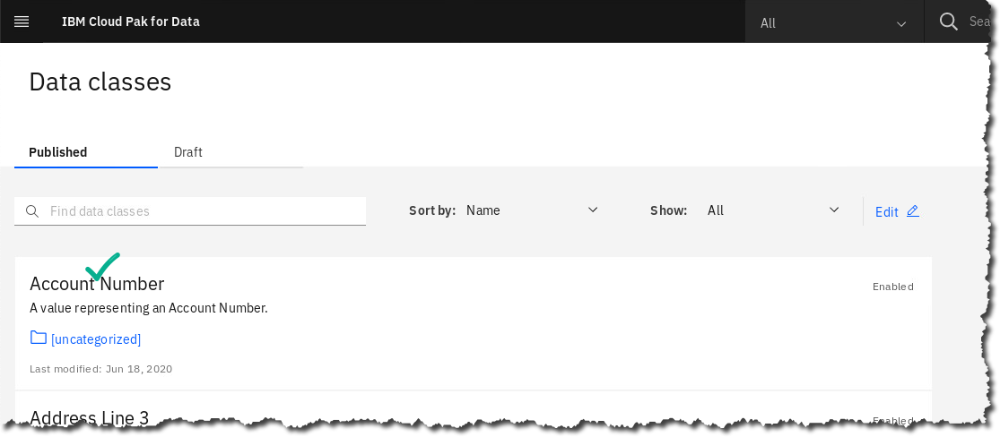 IBM Cloud Pak for Data
All
Sea
Data classes
Published
Draft
Find data classes
Sort by: Name
Show: All
Edit
Account Number
Enabled
A value representing an Account Number.
[uncategorized]
Last modified: Jun 18, 2020
Address Line 3
Enabled